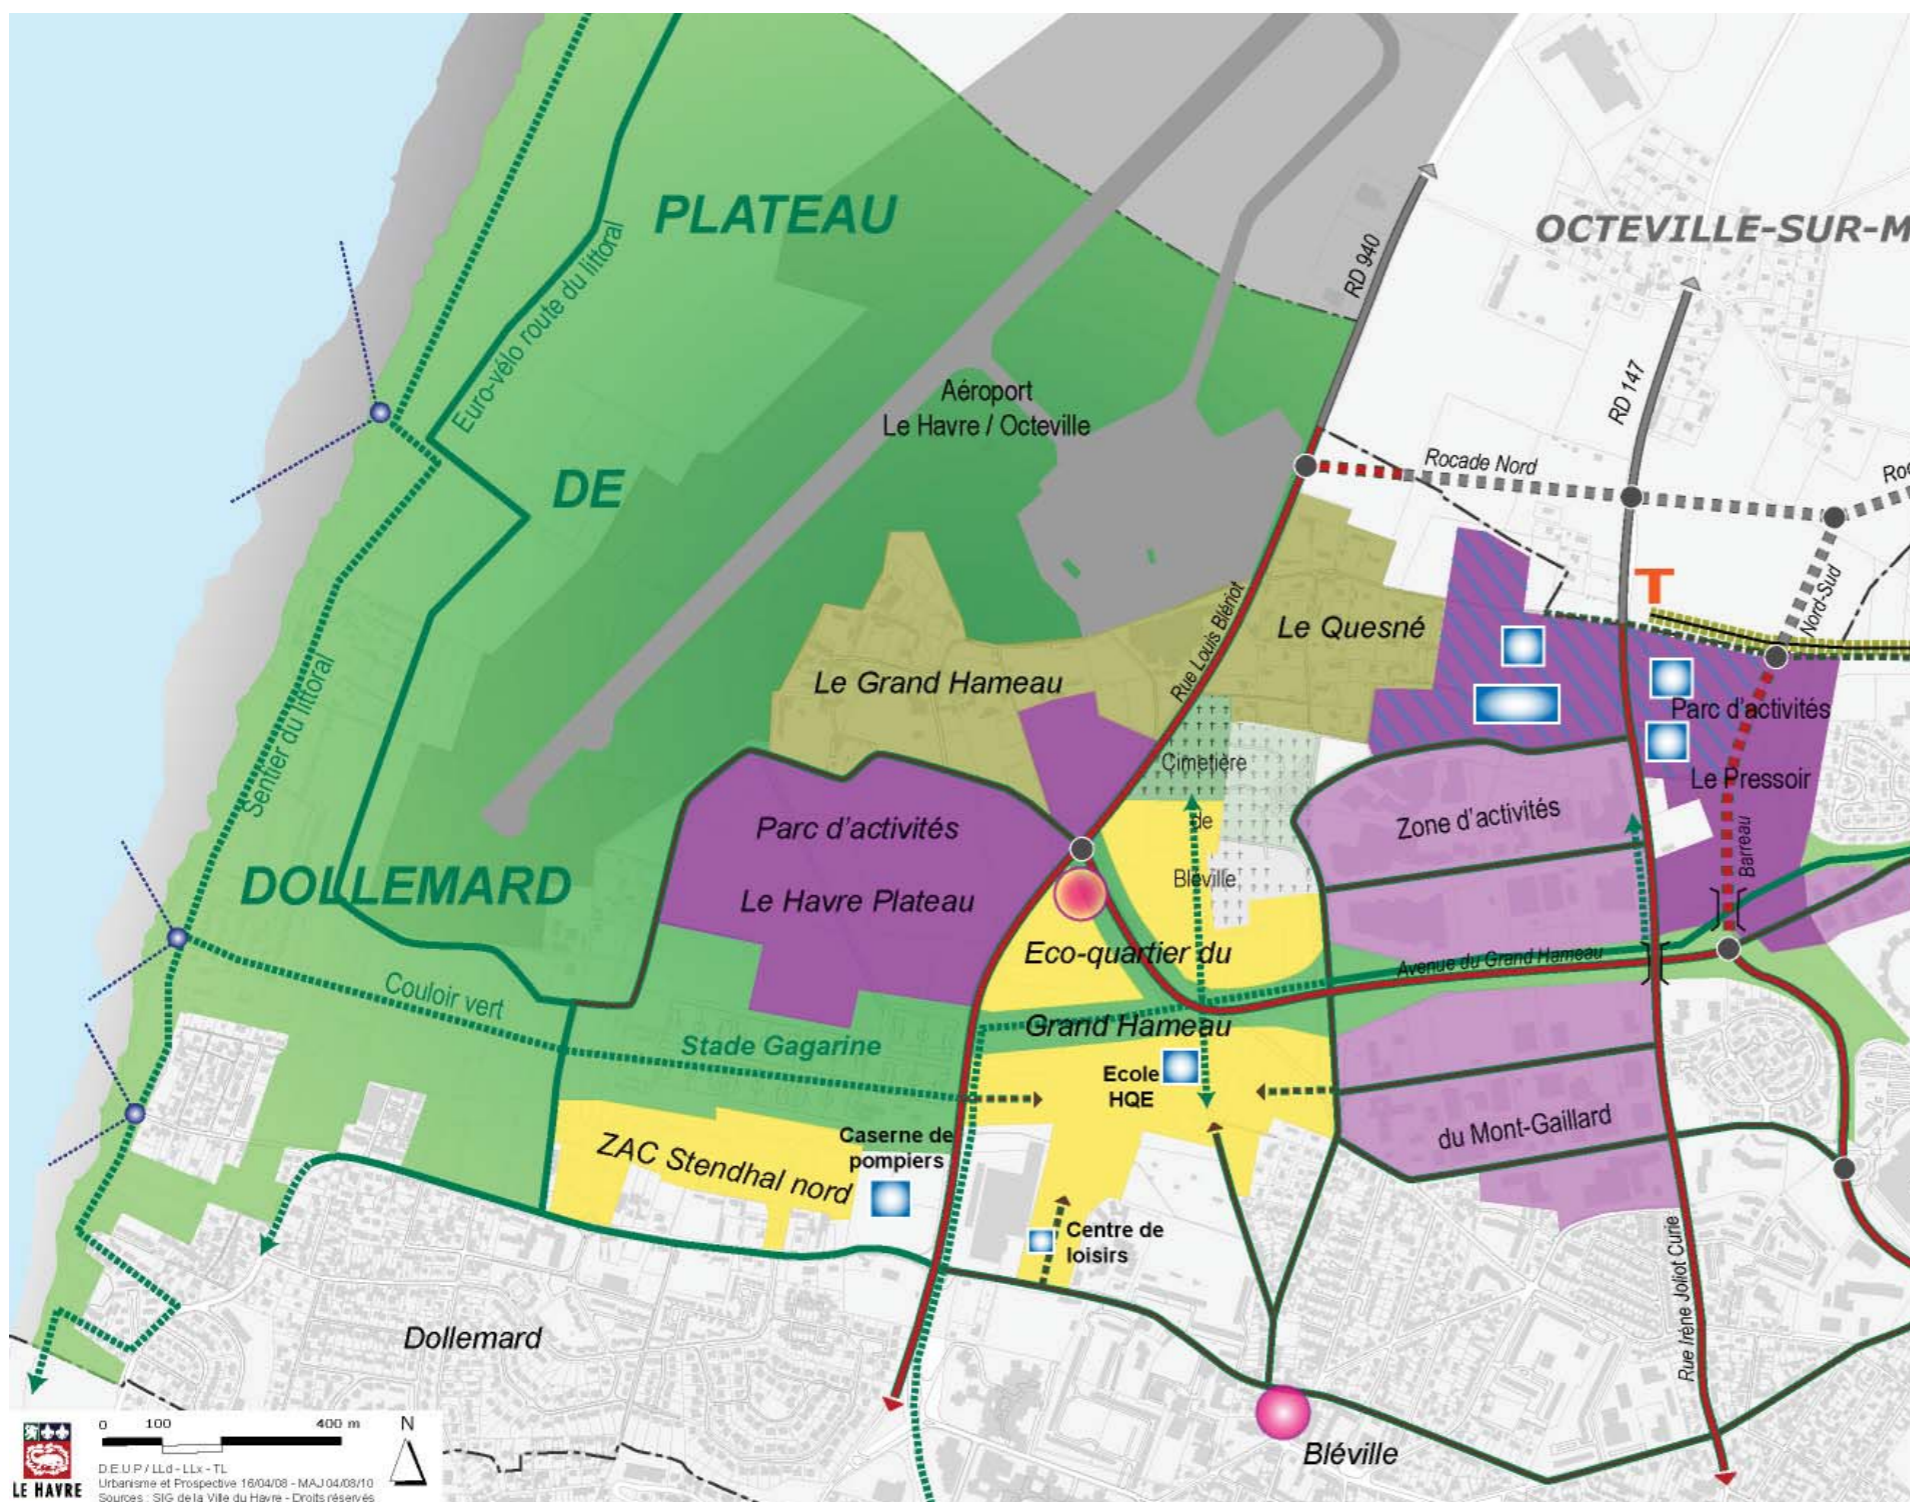 PLATEAU
OCTEVILLE-SUR-M
RD 940
Euro-vélo route du littoral
RD 147
Aéroport
Le Havre / Octeville
Rocade Nord
Roc
DE
T
Nord-Sud
Rue Louis Blériot
Le Quesné
Le Grand Hameau
Sentier du littoral
Parc d'activités
Le Pressoir
Cimetière
de
Bléville
Zone d'activités
Parc d'activités
Le Havre Plateau
Barreau
DOLLEMARD
Eco-quartier du
Grand Hameau
Avenue du Grand Hameau
Couloir vert
Stade Gagarine
Ecole
HQE
du Mont-Gaillard
ZAC Stendhal nord
Caserne de
pompiers
Centre de
loisirs
Rue Irène Joliot Curie
Dollemard
Bléville
0 100 400 m
N
LE HAVRE
D.E.U.P / LLd - LLx - TL
Urbanisme et Prospective 16/04/08 - MAJ 04/08/10
Sources : SIG de la Ville du Havre - Droits réservés